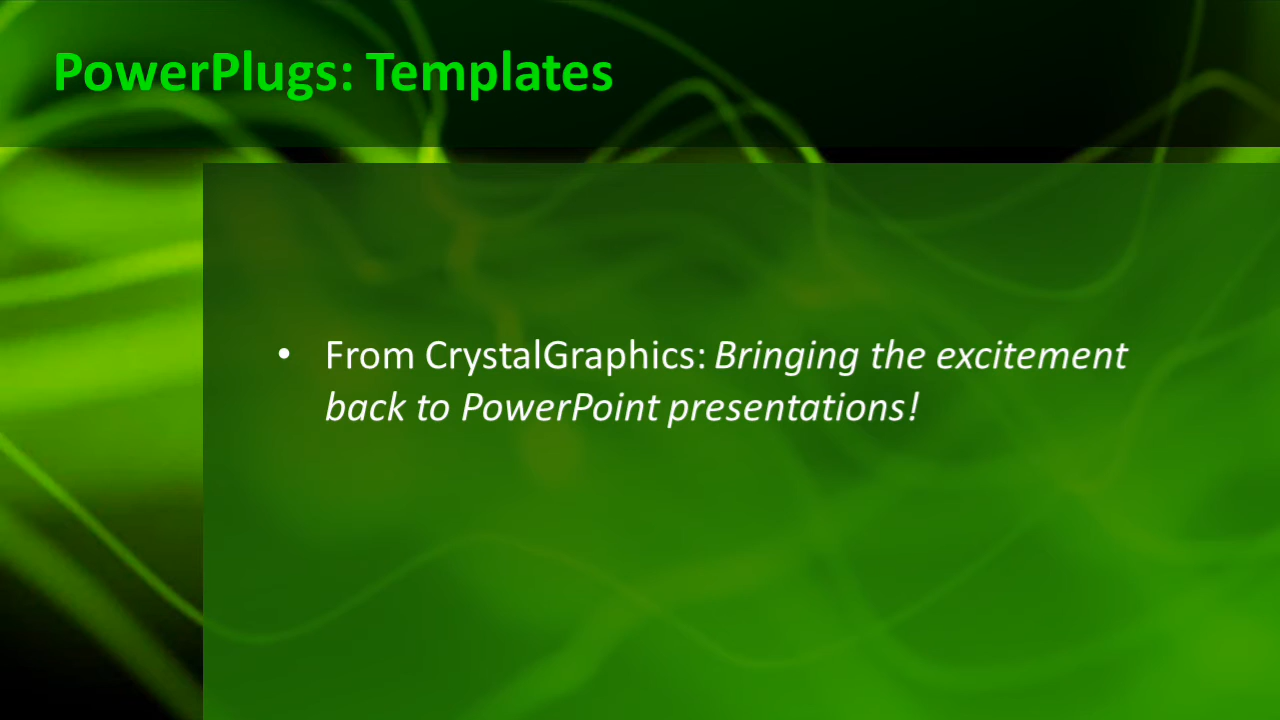 PowerPlugs: Templates
• From CrystalGraphics: Bringing the excitement
back to PowerPoint presentations!